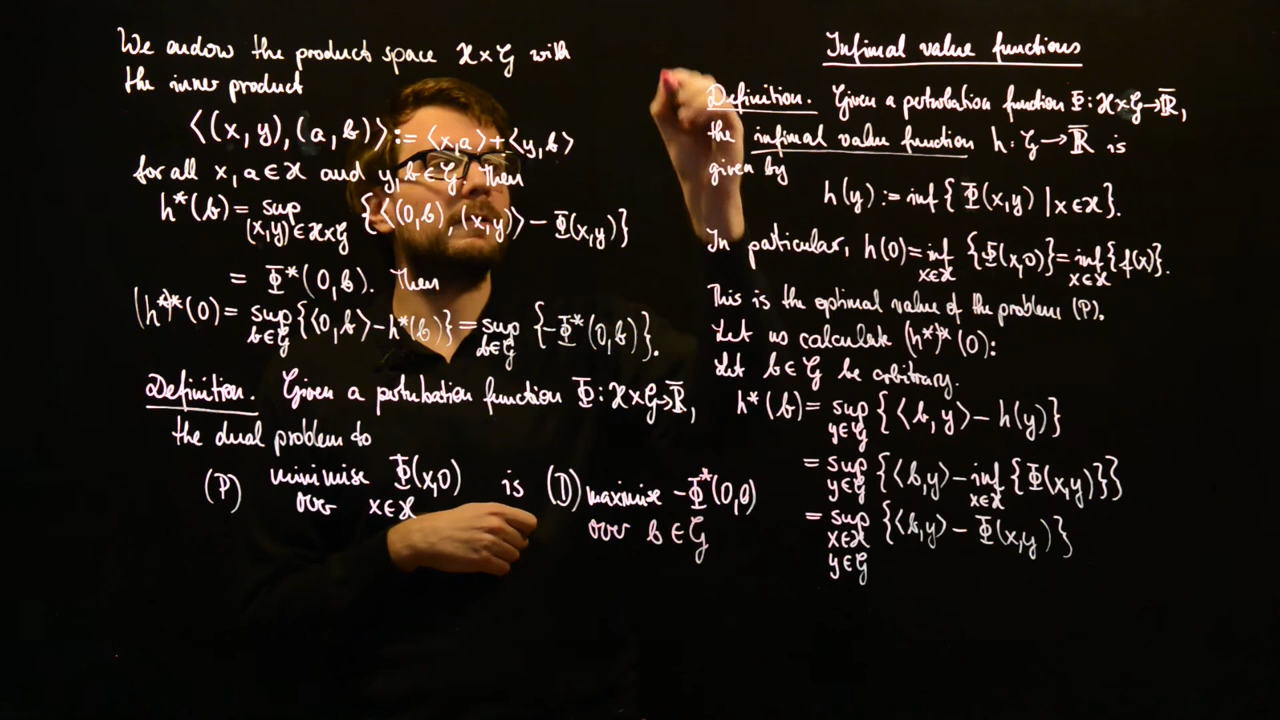 We endow the product space 𝓗×𝓖 with
the inner product
⟨(x,y),(a,b)⟩ := ⟨x,a⟩+⟨y,b⟩
for all x,a∈𝓗 and y,b∈𝓖. Then
h*(b) = sup {⟨(0,b),(x,y)⟩ − Φ(x,y)}
(x,y)∈𝓗×𝓖
= Φ*(0,b). Then
(h*)*(0) = sup {⟨0,b⟩−h*(b)} = sup {−Φ*(0,b)}.
b∈𝓖 b∈𝓖
Definition. Given a perturbation function Φ: 𝓗×𝓖→R̄,
the dual problem to
(P) minimise Φ(x,0) is (D) maximise −Φ*(0,b)
over x∈𝓗 over b∈𝓖
Infimal value functions
Definition. Given a perturbation function Φ: 𝓗×𝓖→R̄,
the infimal value function h: 𝓖→R̄ is
given by
h(y) := inf{Φ(x,y) | x∈𝓗}.
In particular, h(0) = inf {Φ(x,0)} = inf {f(x)}.
x∈𝓗 x∈𝓗
This is the optimal value of the problem (P).
Let us calculate (h*)*(0):
Let b∈𝓖 be arbitrary.
h*(b) = sup {⟨b,y⟩ − h(y)}
y∈𝓖
= sup {⟨b,y⟩ − inf {Φ(x,y)}}
y∈𝓖 x∈𝓗
= sup {⟨b,y⟩ − Φ(x,y)}
x∈𝓗
y∈𝓖